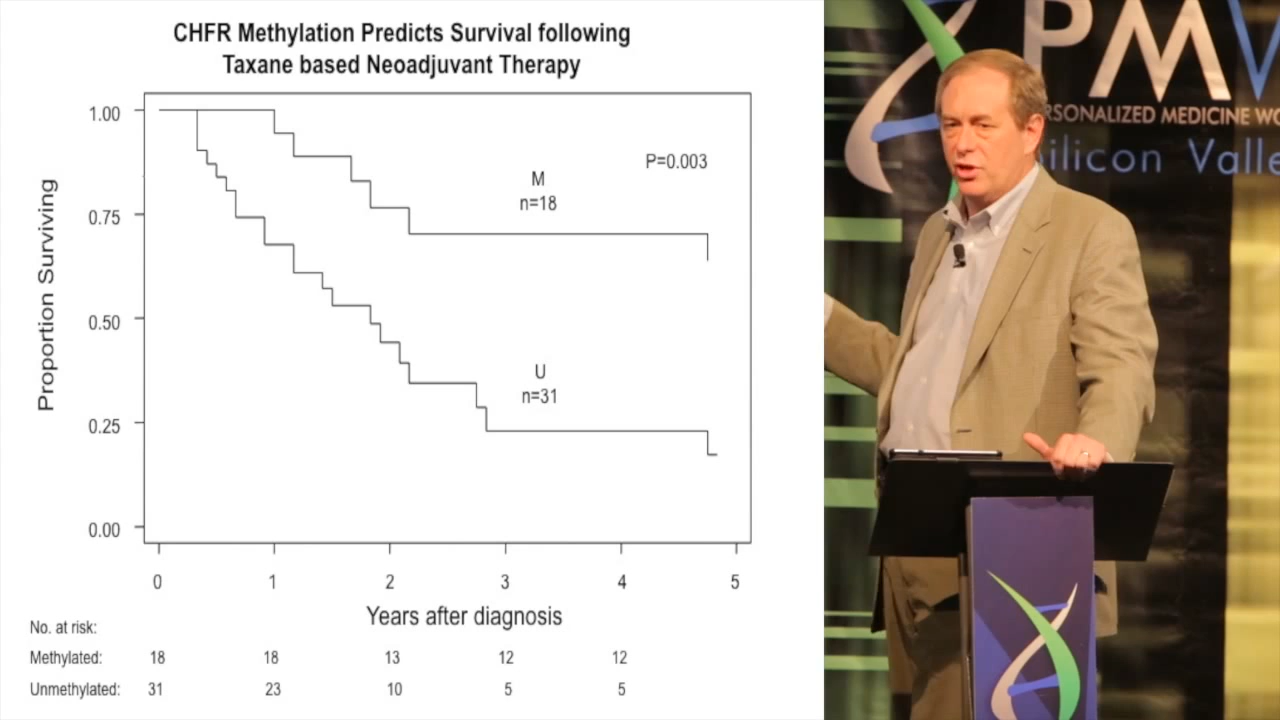 CHFR Methylation Predicts Survival following
Taxane based Neoadjuvant Therapy
1.00
0.75
0.50
0.25
0.00
Proportion Surviving
P=0.003
M
n=18
U
n=31
0 1 2 3 4 5
Years after diagnosis
No. at risk:
Methylated: 18 18 13 12 12
Unmethylated: 31 23 10 5 5
PMW
RSONALIZED MEDICINE WO
ilicon Valle